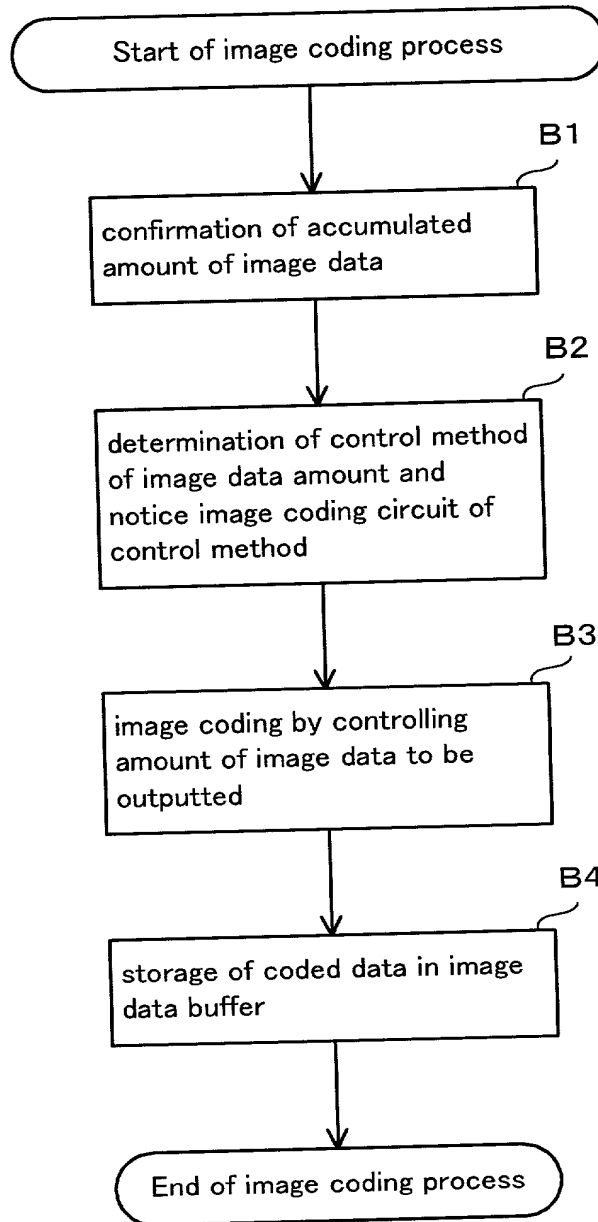 Start of image coding process
B1
confirmation of accumulated
amount of image data
B2
determination of control method
of image data amount and
notice image coding circuit of
control method
B3
image coding by controlling
amount of image data to be
outputted
B4
storage of coded data in image
data buffer
End of image coding process